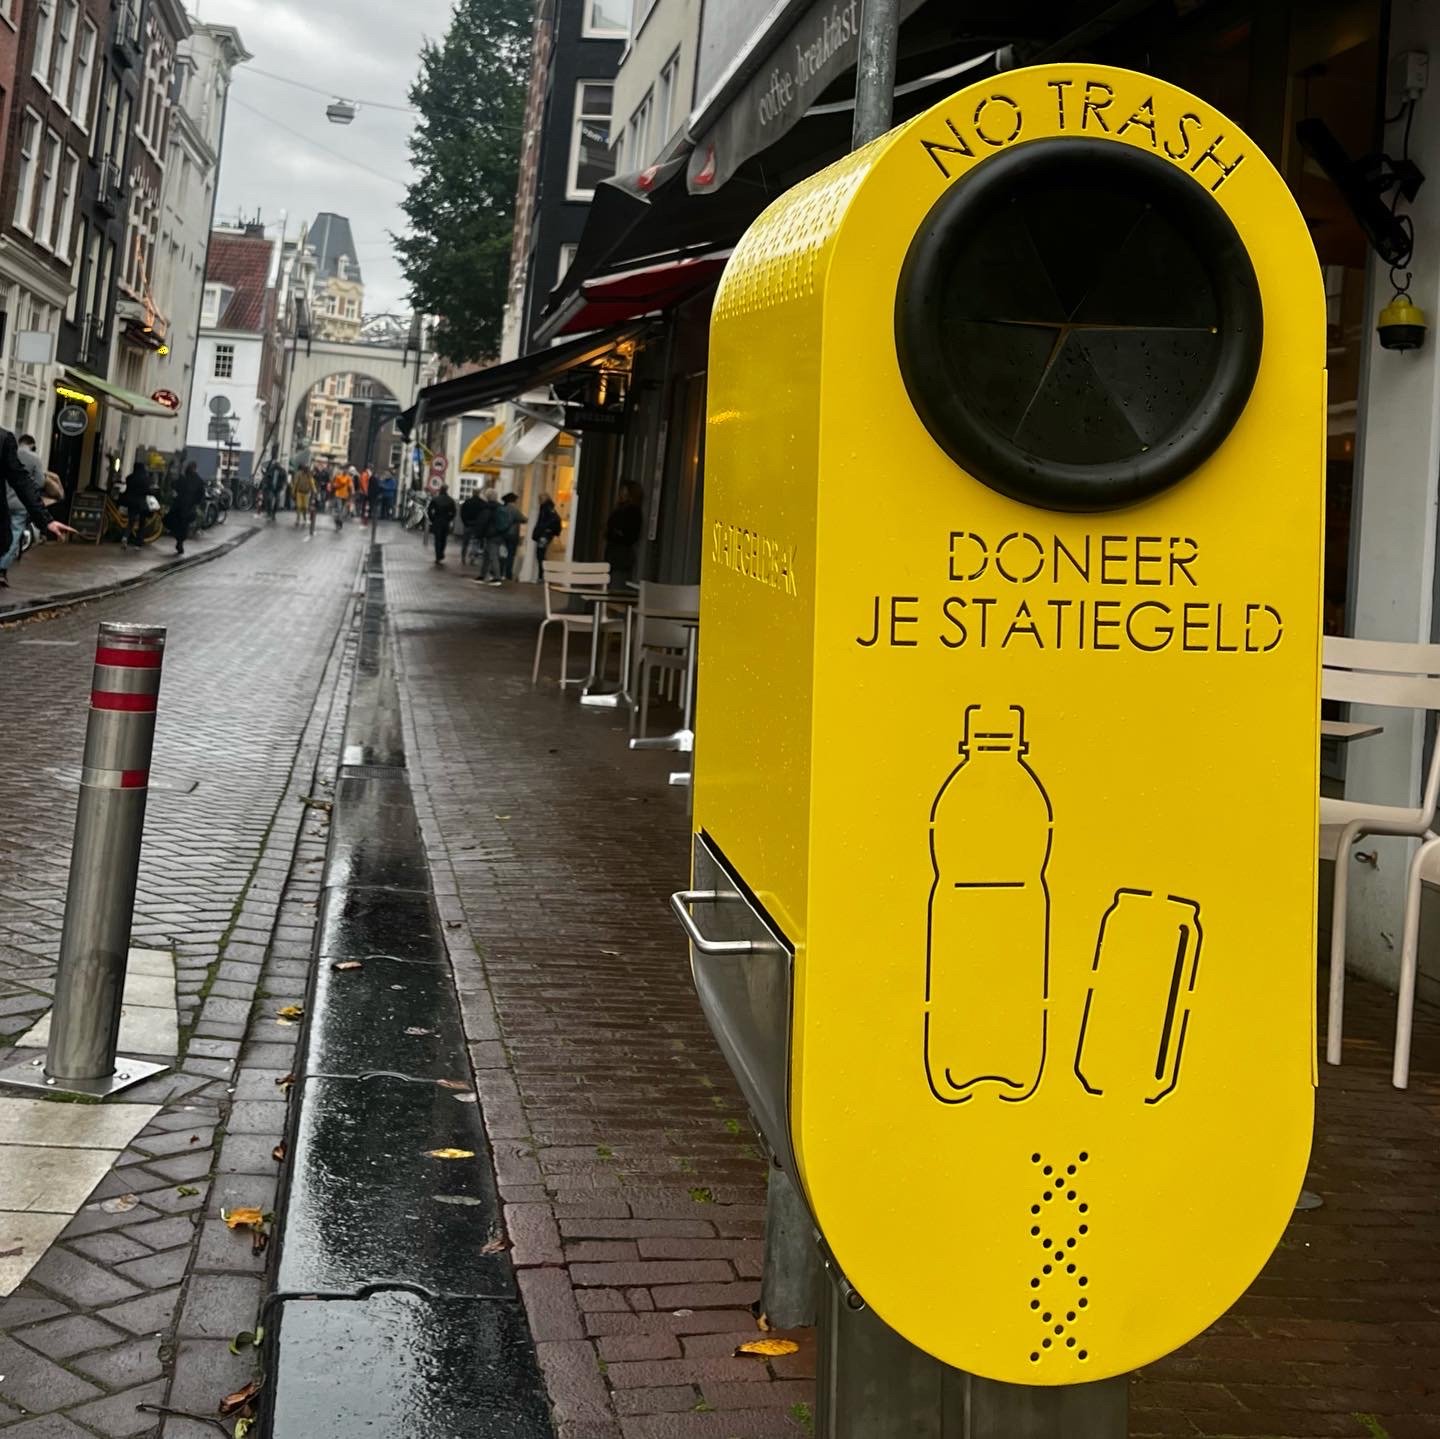 coffee breakfast
NO TRASH
DONEER
JE STATIEGELD
STATIEGELDBAK